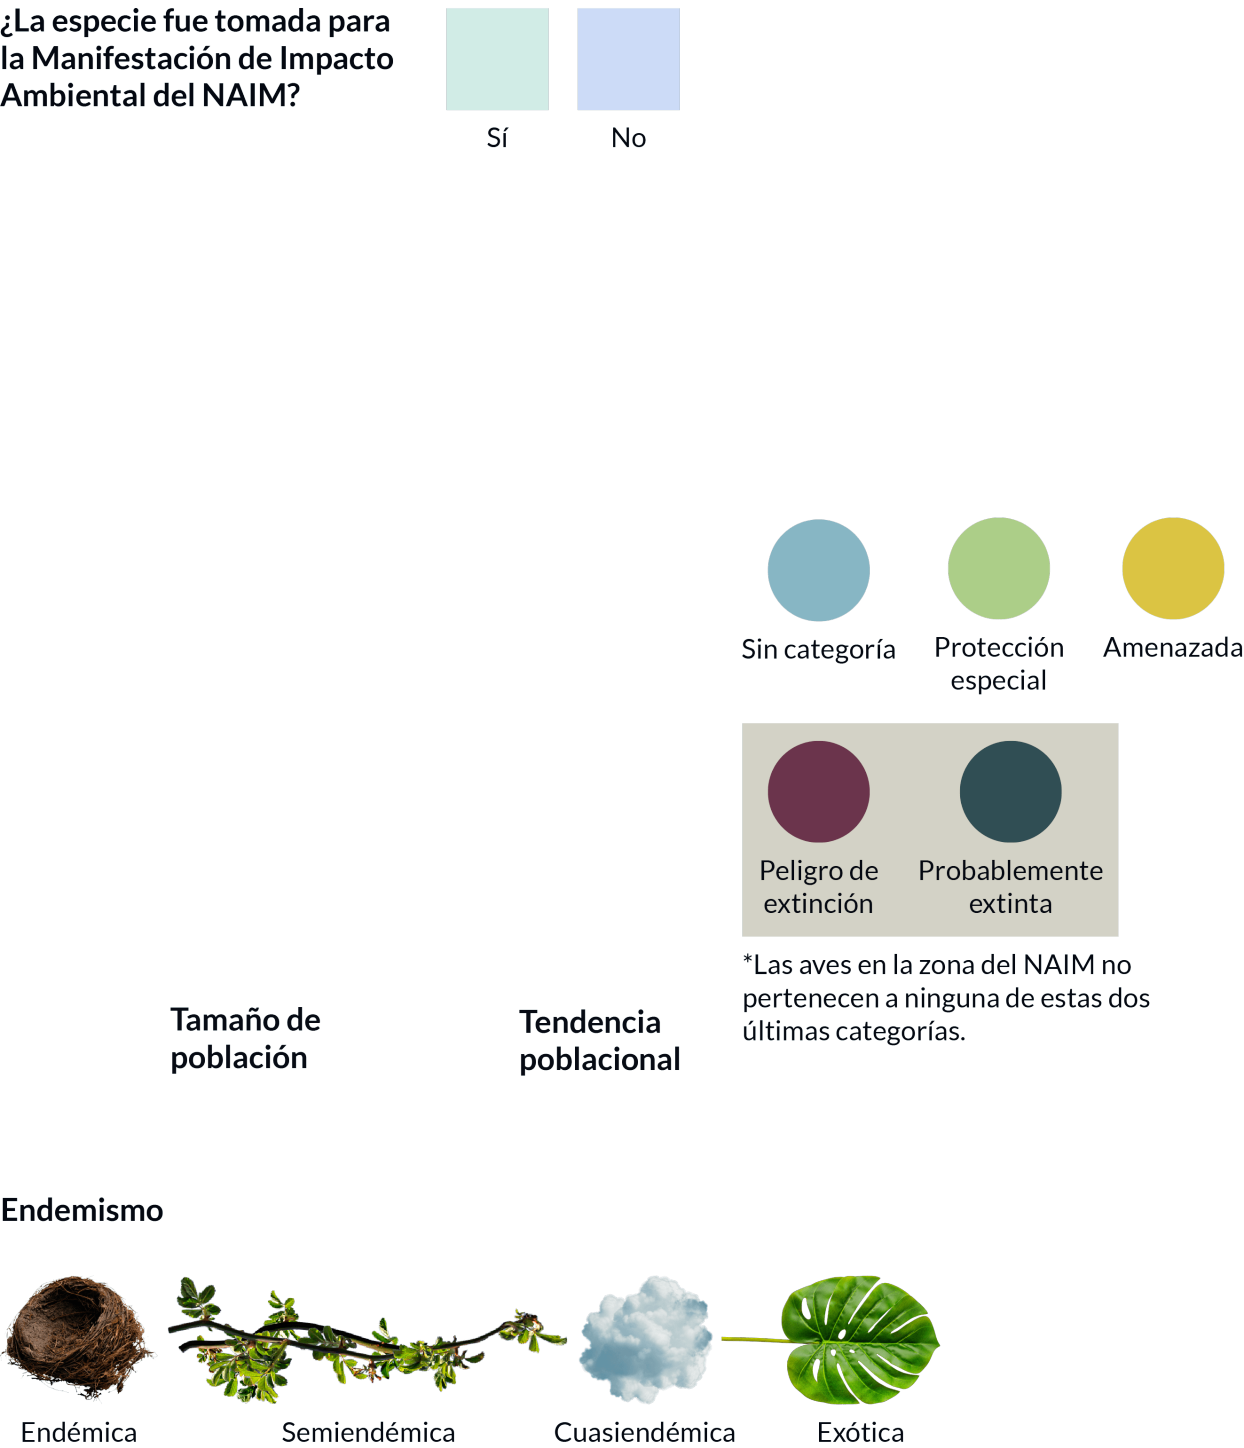 ¿La especie fue tomada para
la Manifestación de Impacto
Ambiental del NAIM?
Sí
No
Sin categoría
Protección
especial
Amenazada
Peligro de
extinción
Probablemente
extinta
*Las aves en la zona del NAIM no
pertenecen a ninguna de estas dos
últimas categorías.
Tamaño de
población
Tendencia
poblacional
Endemismo
Endémica
Semiendémica
Cuasiendémica
Exótica